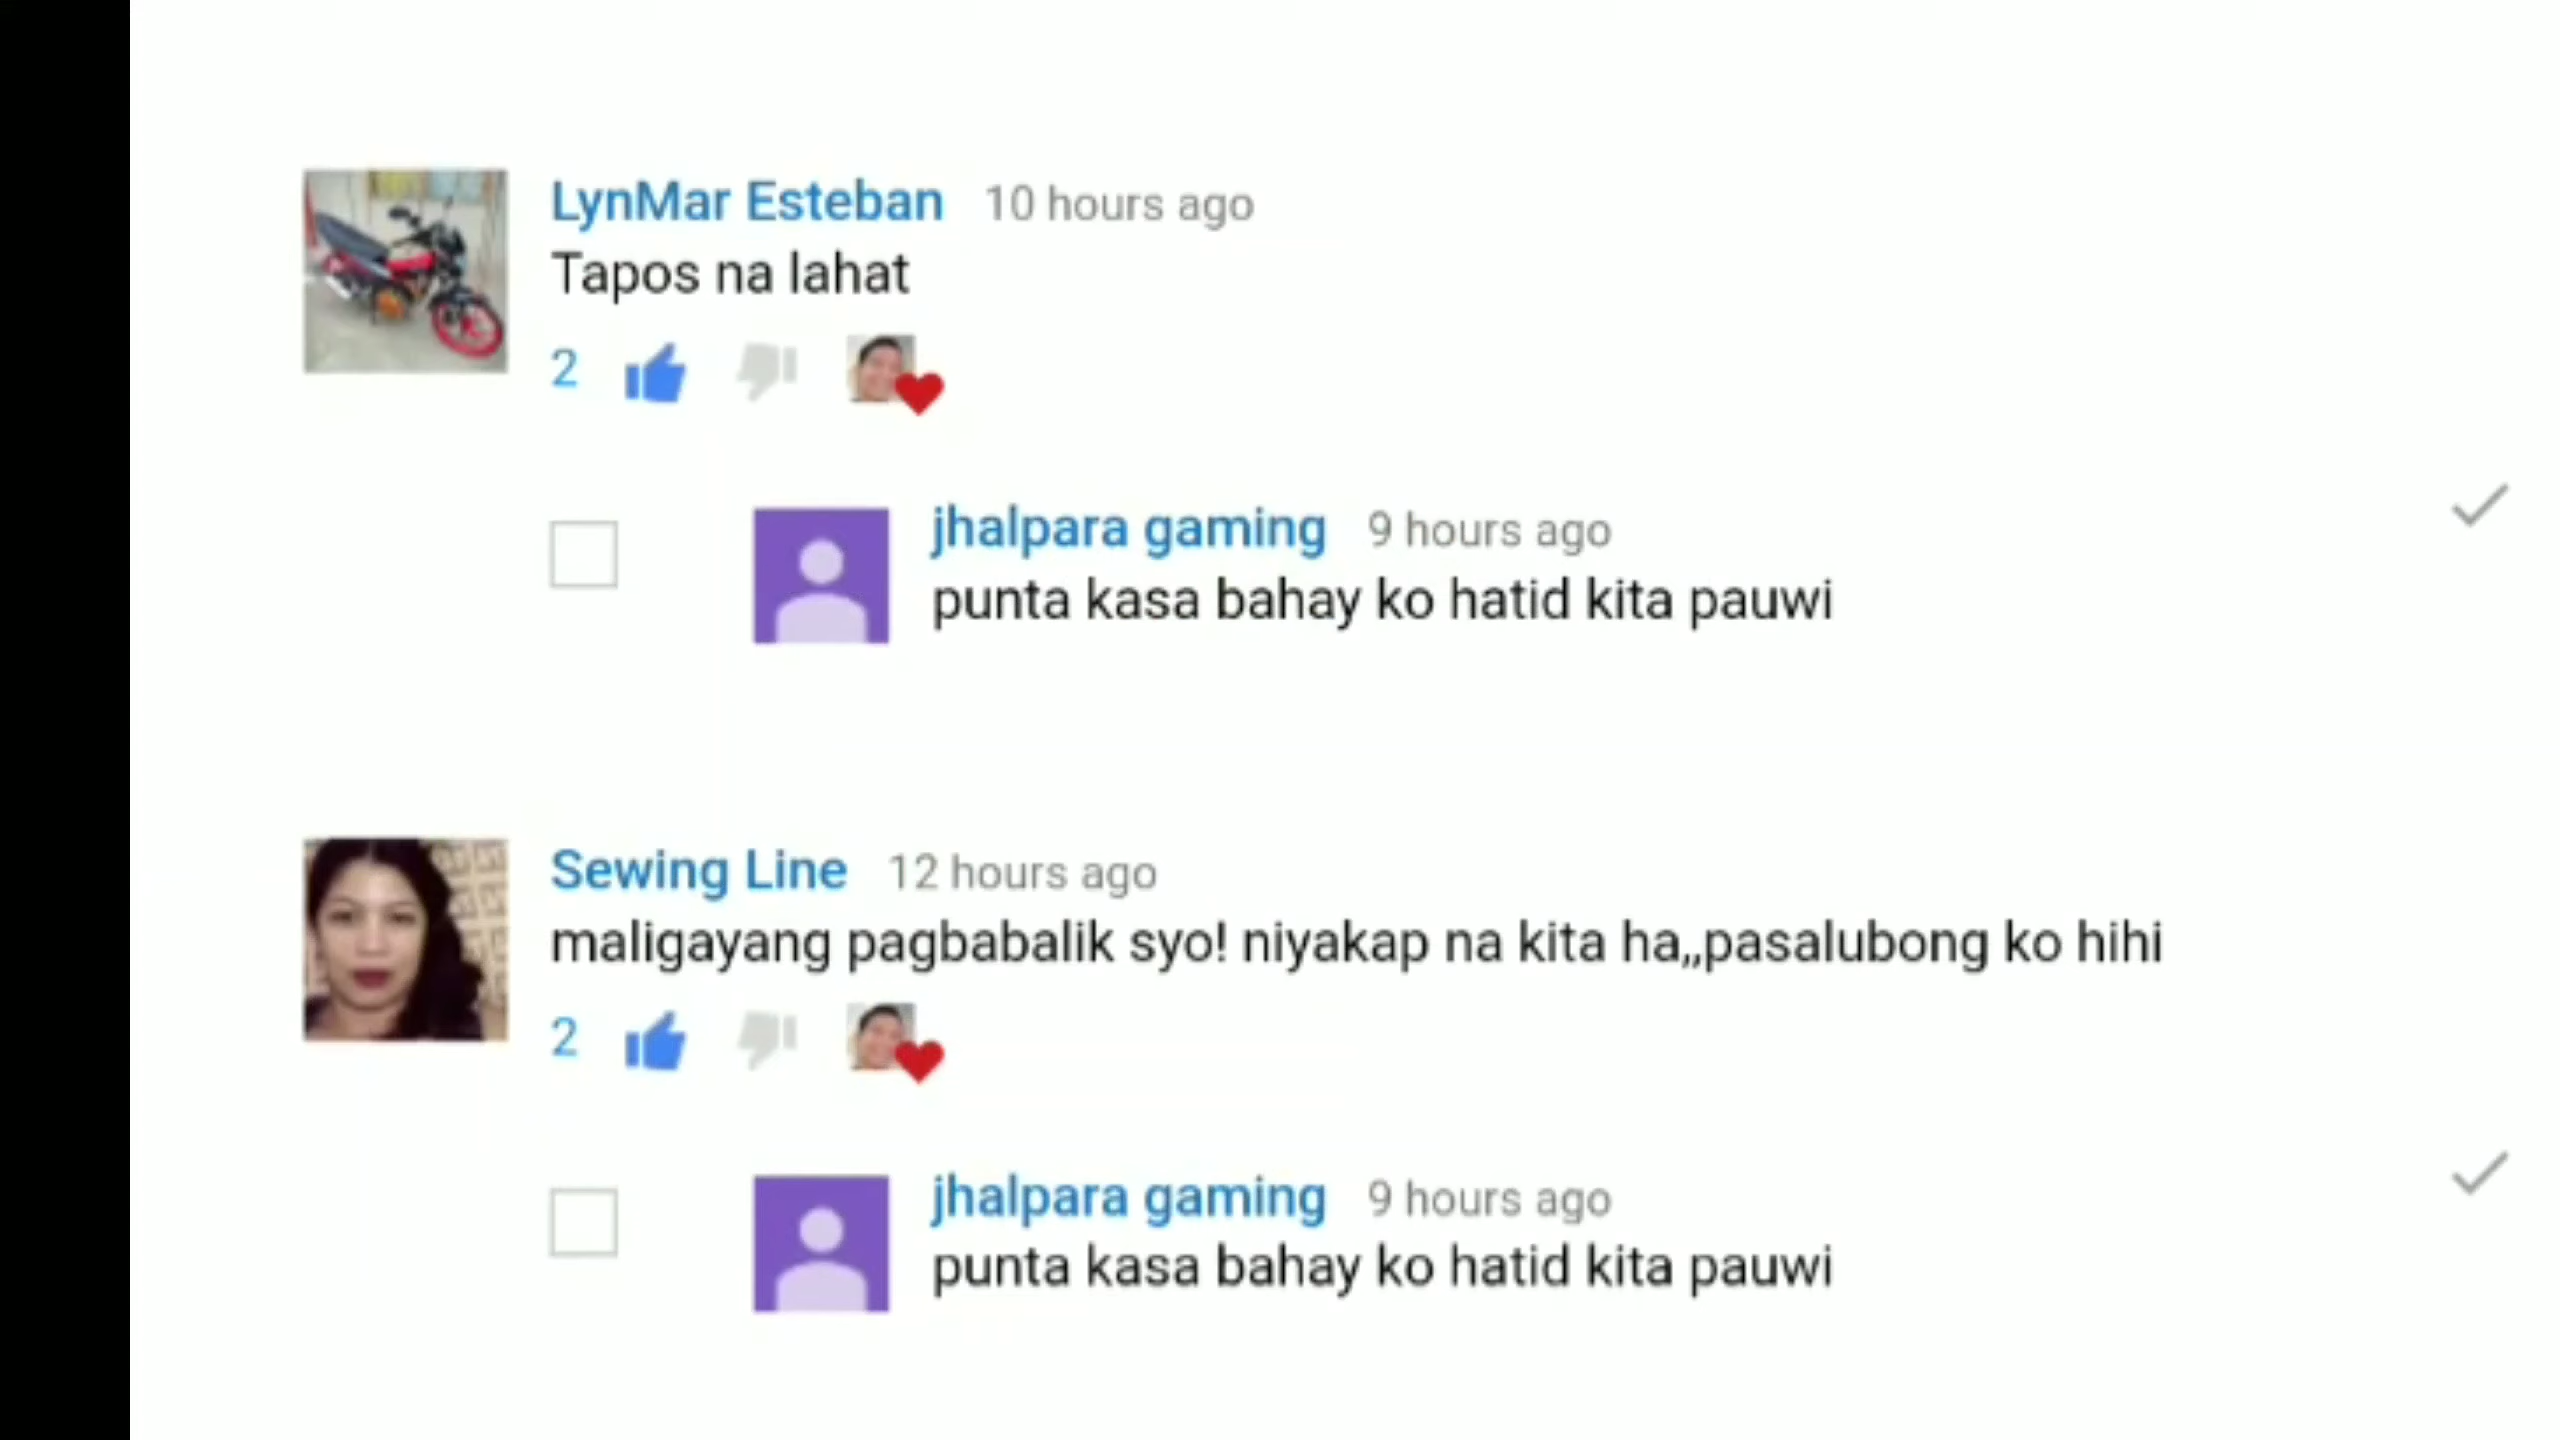 LynMar Esteban 10 hours ago
Tapos na lahat
2
jhalpara gaming 9 hours ago
punta kasa bahay ko hatid kita pauwi
Sewing Line 12 hours ago
maligayang pagbabalik syo! niyakap na kita ha,,pasalubong ko hihi
2
jhalpara gaming 9 hours ago
punta kasa bahay ko hatid kita pauwi